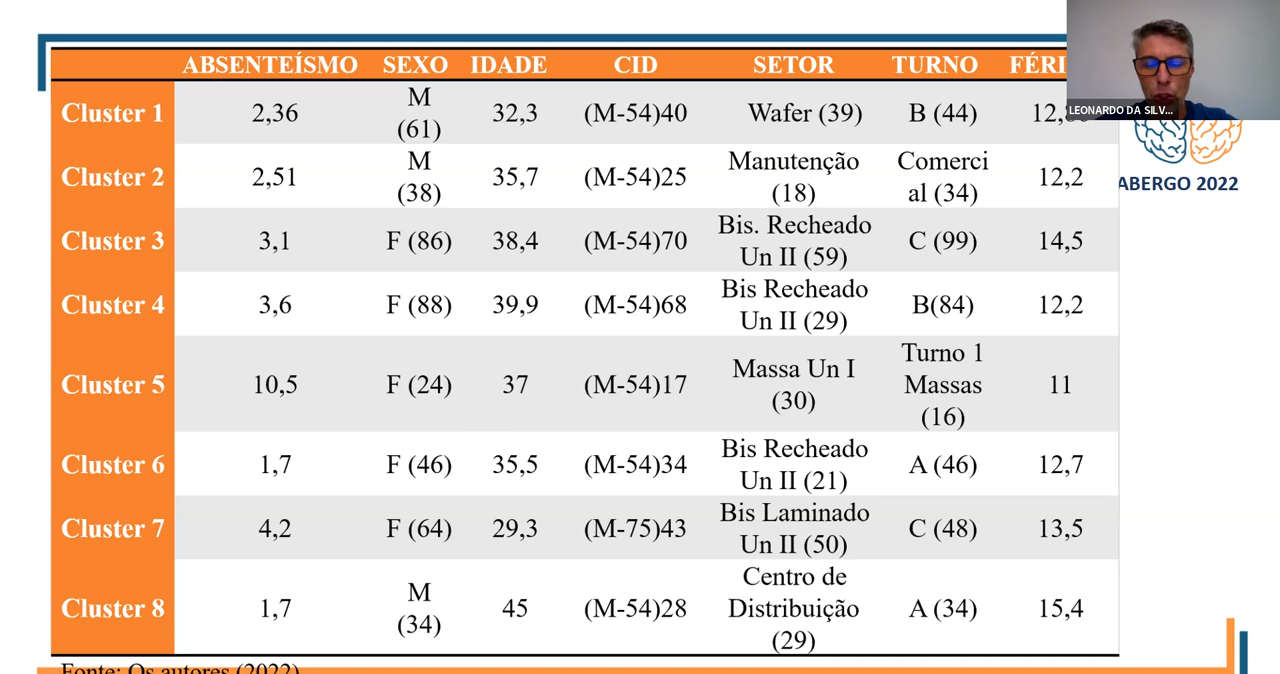 ABSENTEÍSMO SEXO IDADE CID SETOR TURNO
Cluster 1 2,36 M (61) 32,3 (M-54)40 Wafer (39) B (44)
Cluster 2 2,51 M (38) 35,7 (M-54)25 Manutenção (18) Comerci al (34) 12,2
Cluster 3 3,1 F (86) 38,4 (M-54)70 Bis. Recheado Un II (59) C (99) 14,5
Cluster 4 3,6 F (88) 39,9 (M-54)68 Bis Recheado Un II (29) B(84) 12,2
Cluster 5 10,5 F (24) 37 (M-54)17 Massa Un I (30) Turno 1 Massas (16) 11
Cluster 6 1,7 F (46) 35,5 (M-54)34 Bis Recheado Un II (21) A (46) 12,7
Cluster 7 4,2 F (64) 29,3 (M-75)43 Bis Laminado Un II (50) C (48) 13,5
Cluster 8 1,7 M (34) 45 (M-54)28 Centro de Distribuição (29) A (34) 15,4
Fonte: Os autores (2022)
LEONARDO DA SILV...
ABERGO 2022